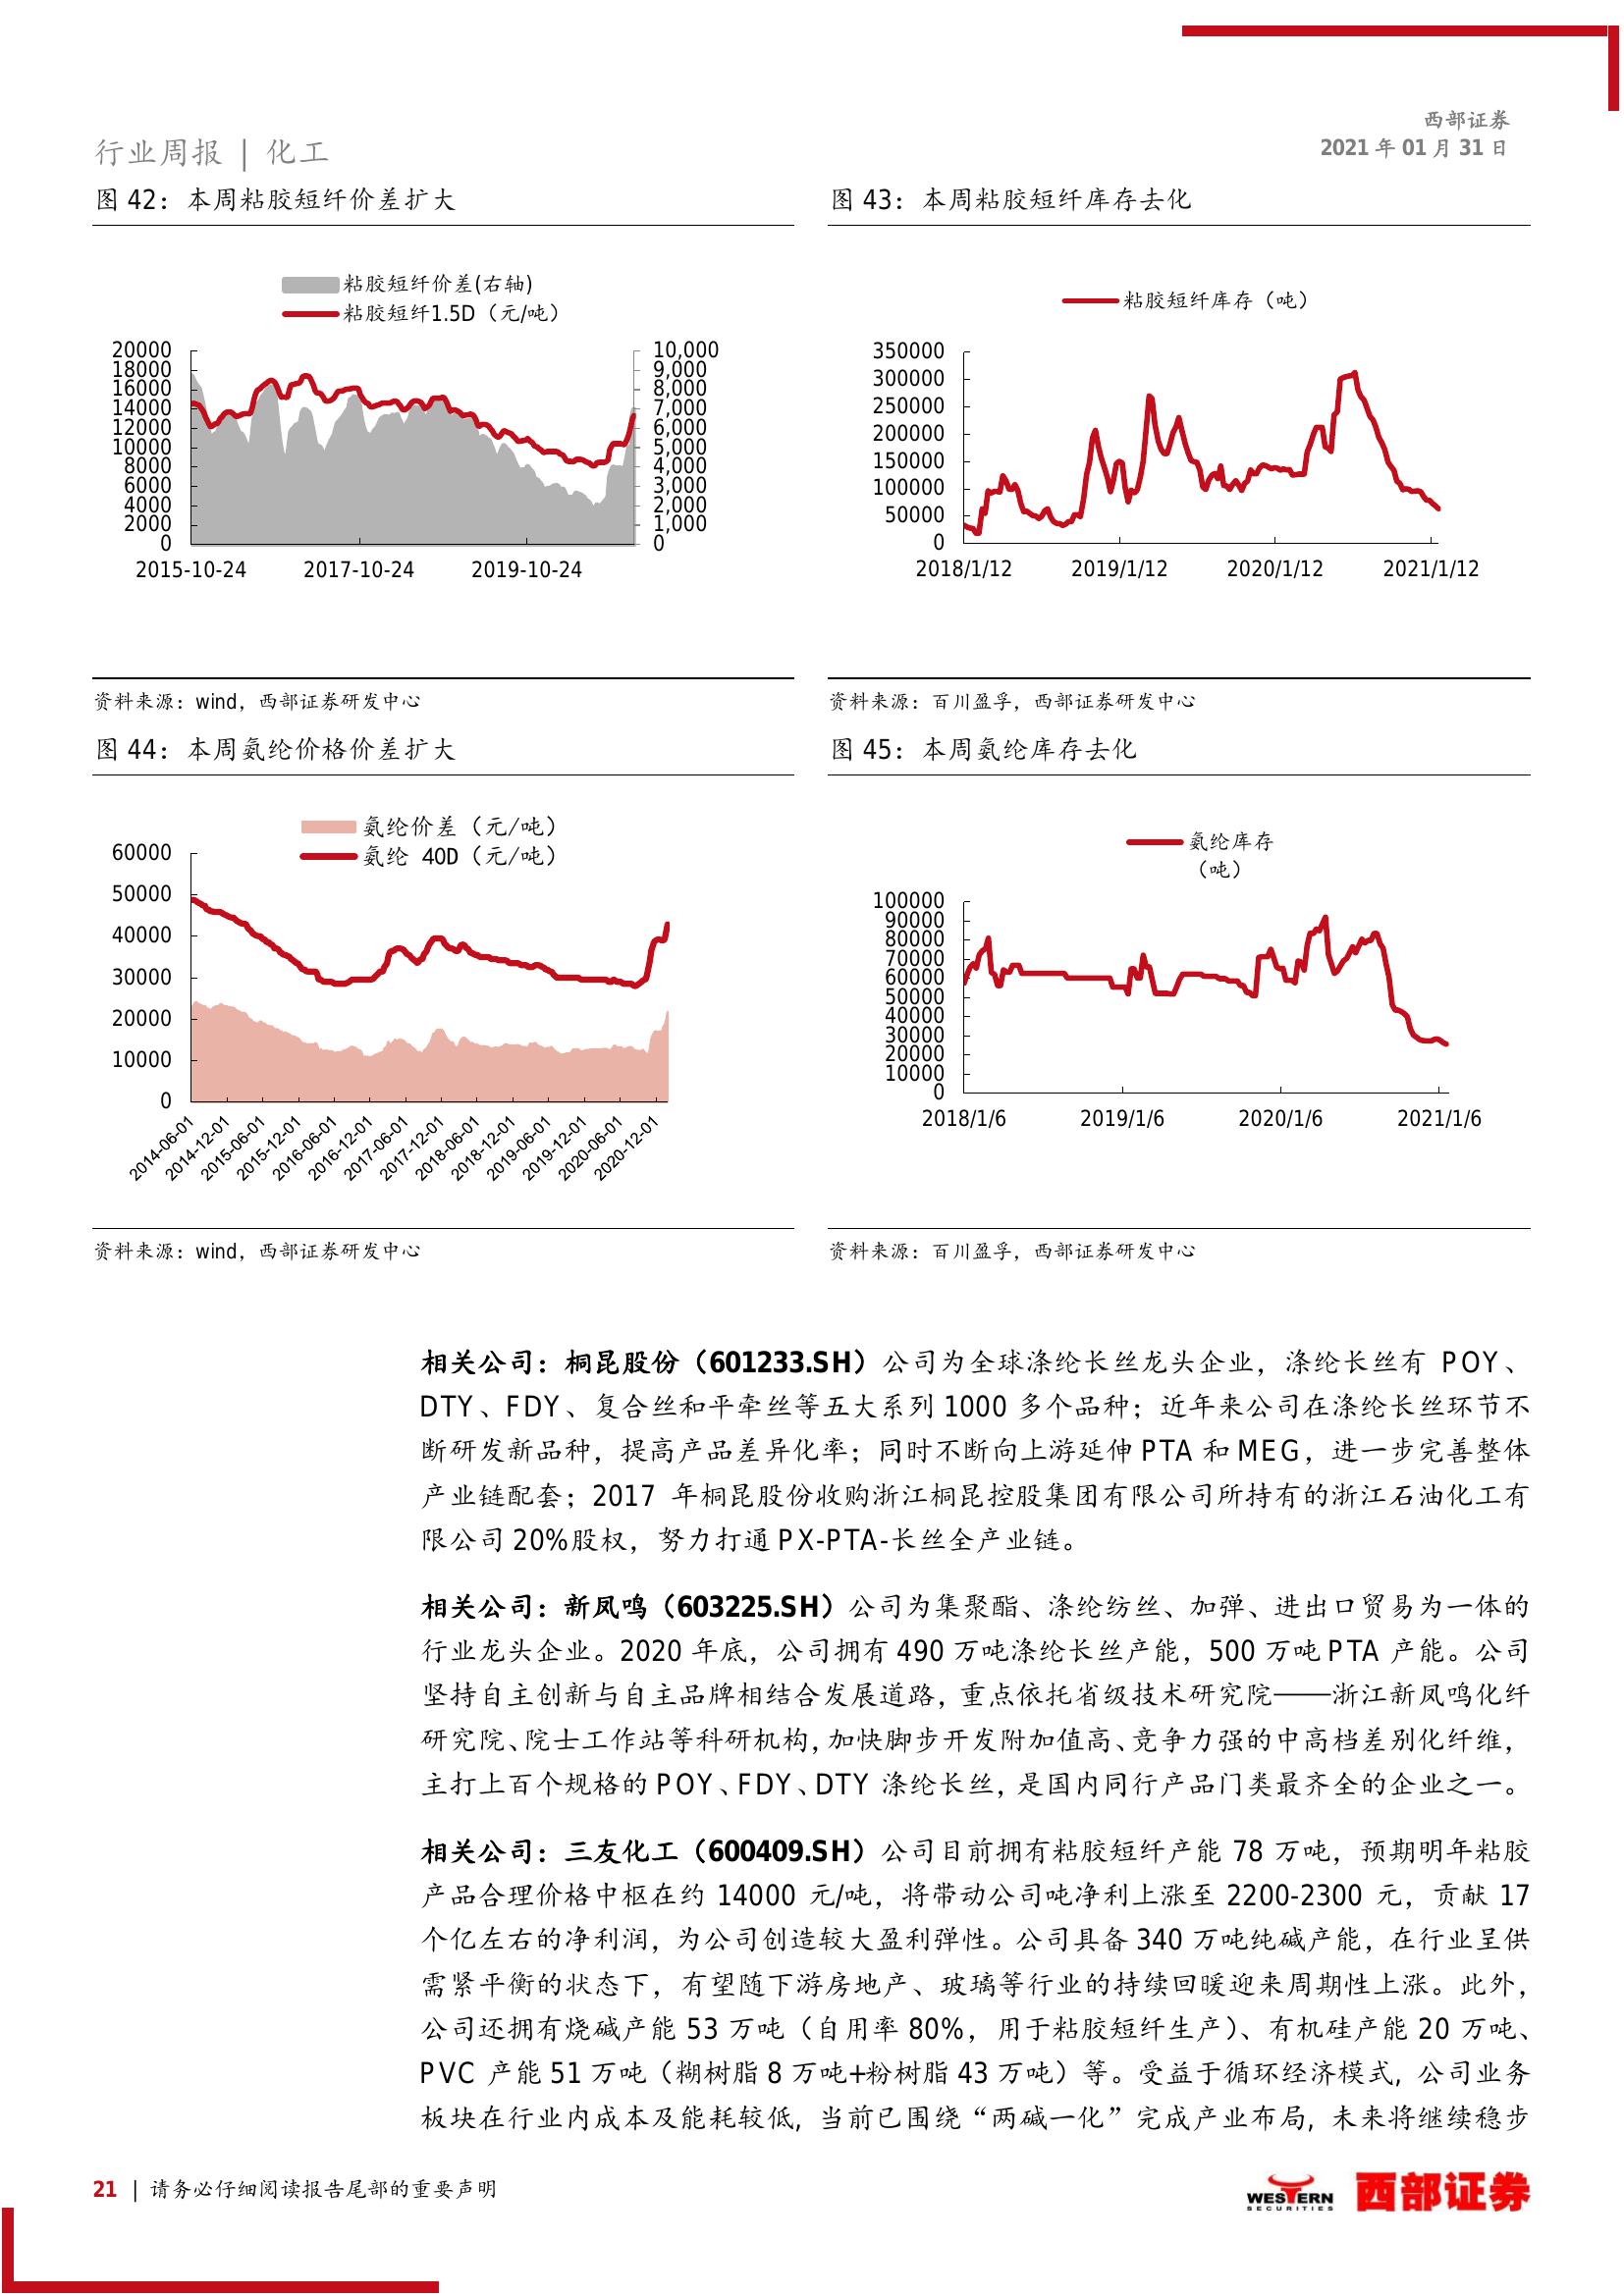 西部证券
2021 年 01 月 31 日
行业周报 | 化工
图 42：本周粘胶短纤价差扩大
粘胶短纤价差(右轴)
粘胶短纤1.5D（元/吨）
20000
18000
16000
14000
12000
10000
8000
6000
4000
2000
0
10,000
9,000
8,000
7,000
6,000
5,000
4,000
3,000
2,000
1,000
0
2015-10-24 2017-10-24 2019-10-24
资料来源：wind，西部证券研发中心
图 43：本周粘胶短纤库存去化
粘胶短纤库存（吨）
350000
300000
250000
200000
150000
100000
50000
0
2018/1/12 2019/1/12 2020/1/12 2021/1/12
资料来源：百川盈孚，西部证券研发中心
图 44：本周氨纶价格价差扩大
氨纶价差（元/吨）
氨纶 40D（元/吨）
60000
50000
40000
30000
20000
10000
0
2014-06-01 2014-12-01 2015-06-01 2015-12-01 2016-06-01 2016-12-01 2017-06-01 2017-12-01 2018-06-01 2018-12-01 2019-06-01 2019-12-01 2020-06-01 2020-12-01
资料来源：wind，西部证券研发中心
图 45：本周氨纶库存去化
氨纶库存
（吨）
100000
90000
80000
70000
60000
50000
40000
30000
20000
10000
0
2018/1/6 2019/1/6 2020/1/6 2021/1/6
资料来源：百川盈孚，西部证券研发中心
相关公司：桐昆股份（601233.SH）公司为全球涤纶长丝龙头企业，涤纶长丝有 POY、
DTY、FDY、复合丝和平牵丝等五大系列 1000 多个品种；近年来公司在涤纶长丝环节不
断研发新品种，提高产品差异化率；同时不断向上游延伸 PTA 和 MEG，进一步完善整体
产业链配套；2017 年桐昆股份收购浙江桐昆控股集团有限公司所持有的浙江石油化工有
限公司 20%股权，努力打通 PX-PTA-长丝全产业链。
相关公司：新凤鸣（603225.SH）公司为集聚酯、涤纶纺丝、加弹、进出口贸易为一体的
行业龙头企业。2020 年底，公司拥有 490 万吨涤纶长丝产能，500 万吨 PTA 产能。公司
坚持自主创新与自主品牌相结合发展道路，重点依托省级技术研究院——浙江新凤鸣化纤
研究院、院士工作站等科研机构，加快脚步开发附加值高、竞争力强的中高档差别化纤维，
主打上百个规格的 POY、FDY、DTY 涤纶长丝，是国内同行产品门类最齐全的企业之一。
相关公司：三友化工（600409.SH）公司目前拥有粘胶短纤产能 78 万吨，预期明年粘胶
产品合理价格中枢在约 14000 元/吨，将带动公司吨净利上涨至 2200-2300 元，贡献 17
个亿左右的净利润，为公司创造较大盈利弹性。公司具备 340 万吨纯碱产能，在行业呈供
需紧平衡的状态下，有望随下游房地产、玻璃等行业的持续回暖迎来周期性上涨。此外，
公司还拥有烧碱产能 53 万吨（自用率 80%，用于粘胶短纤生产）、有机硅产能 20 万吨、
PVC 产能 51 万吨（糊树脂 8 万吨+粉树脂 43 万吨）等。受益于循环经济模式，公司业务
板块在行业内成本及能耗较低，当前已围绕“两碱一化”完成产业布局，未来将继续稳步
21 | 请务必仔细阅读报告尾部的重要声明
WESTERN
SECURITIES
西部证券